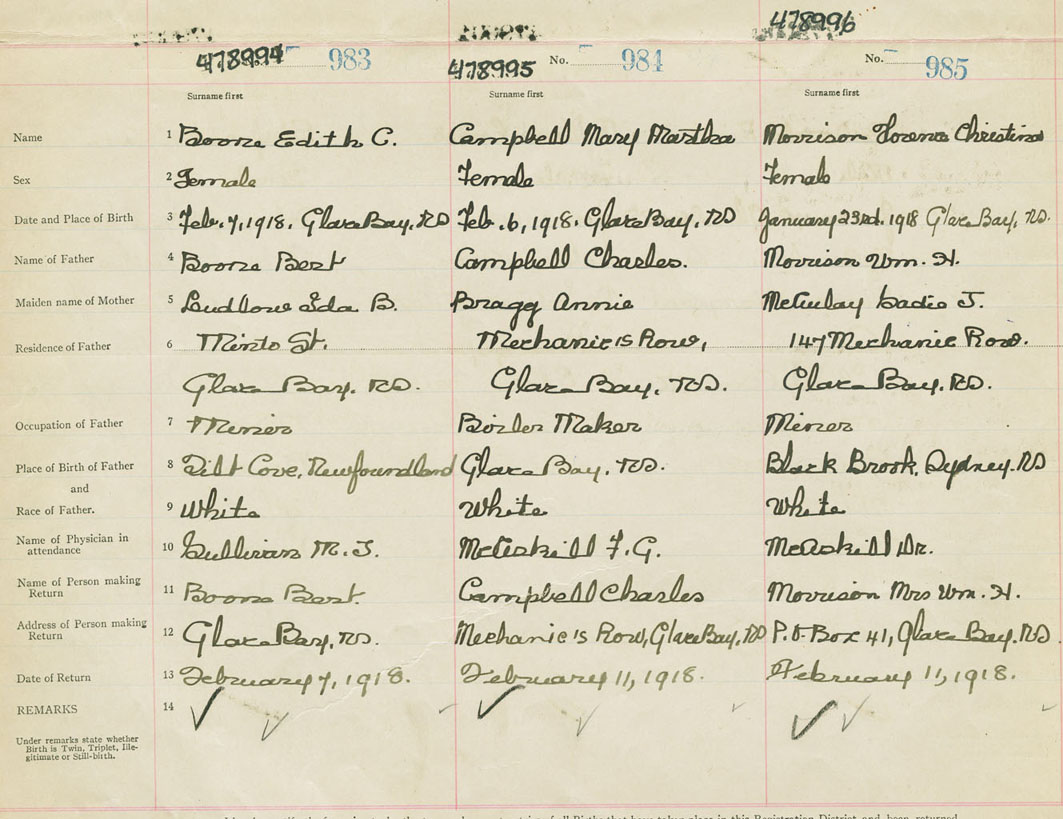 478994 983
478995 No. 984
478996 No. 985
Surname first Surname first Surname first
Name 1 Boone Edith C. Campbell Mary Martha Morrison Florence Christina
Sex 2 Female Female Female
Date and Place of Birth 3 Feb. 7, 1918. Glace Bay, NS Feb. 6, 1918. Glace Bay, NS January 23rd. 1918 Glace Bay, NS.
Name of Father 4 Boone Bert Campbell Charles. Morrison Wm. H.
Maiden name of Mother 5 Ludlow Ida B. Bragg Annie McAulay Sadie J.
Residence of Father 6 Minto St. Mechanic's Row, 147 Mechanic Row.
Glace Bay. NS. Glace Bay, NS. Glace Bay. NS.
Occupation of Father 7 Miner Boiler Maker Miner
Place of Birth of Father 8 Tilt Cove, Newfoundland Glace Bay, NS. Black Brook, Sydney. NS
and
Race of Father. 9 White White White
Name of Physician in
attendance 10 Sullivan M. J. McAskill F. G. McAskill Dr.
Name of Person making
Return 11 Boone Bert. Campbell Charles Morrison Mrs Wm. H.
Address of Person making
Return 12 Glace Bay, NS. Mechanic's Row, Glace Bay, NS P.O. Box 41, Glace Bay. NS.
Date of Return 13 February 7, 1918. February 11, 1918. February 11, 1918.
REMARKS 14
Under remarks state whether
Birth is Twin, Triplet, Ille-
gitimate or Still-birth.